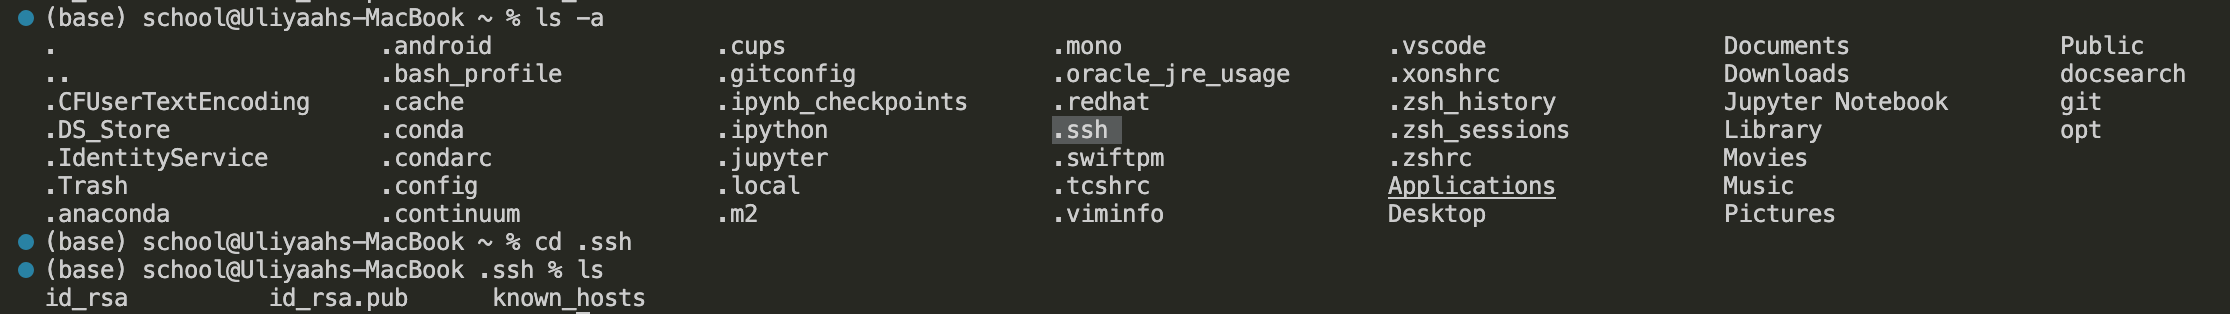 (base) school@Uliyaahs-MacBook ~ % ls -a
. .android .cups .mono .vscode Documents Public
.. .bash_profile .gitconfig .oracle_jre_usage .xonshrc Downloads docsearch
.CFUserTextEncoding .cache .ipynb_checkpoints .redhat .zsh_history Jupyter Notebook git
.DS_Store .conda .ipython .ssh .zsh_sessions Library opt
.IdentityService .condarc .jupyter .swiftpm .zshrc Movies
.Trash .config .local .tcshrc Applications Music
.anaconda .continuum .m2 .viminfo Desktop Pictures
(base) school@Uliyaahs-MacBook ~ % cd .ssh
(base) school@Uliyaahs-MacBook .ssh % ls
id_rsa id_rsa.pub known_hosts